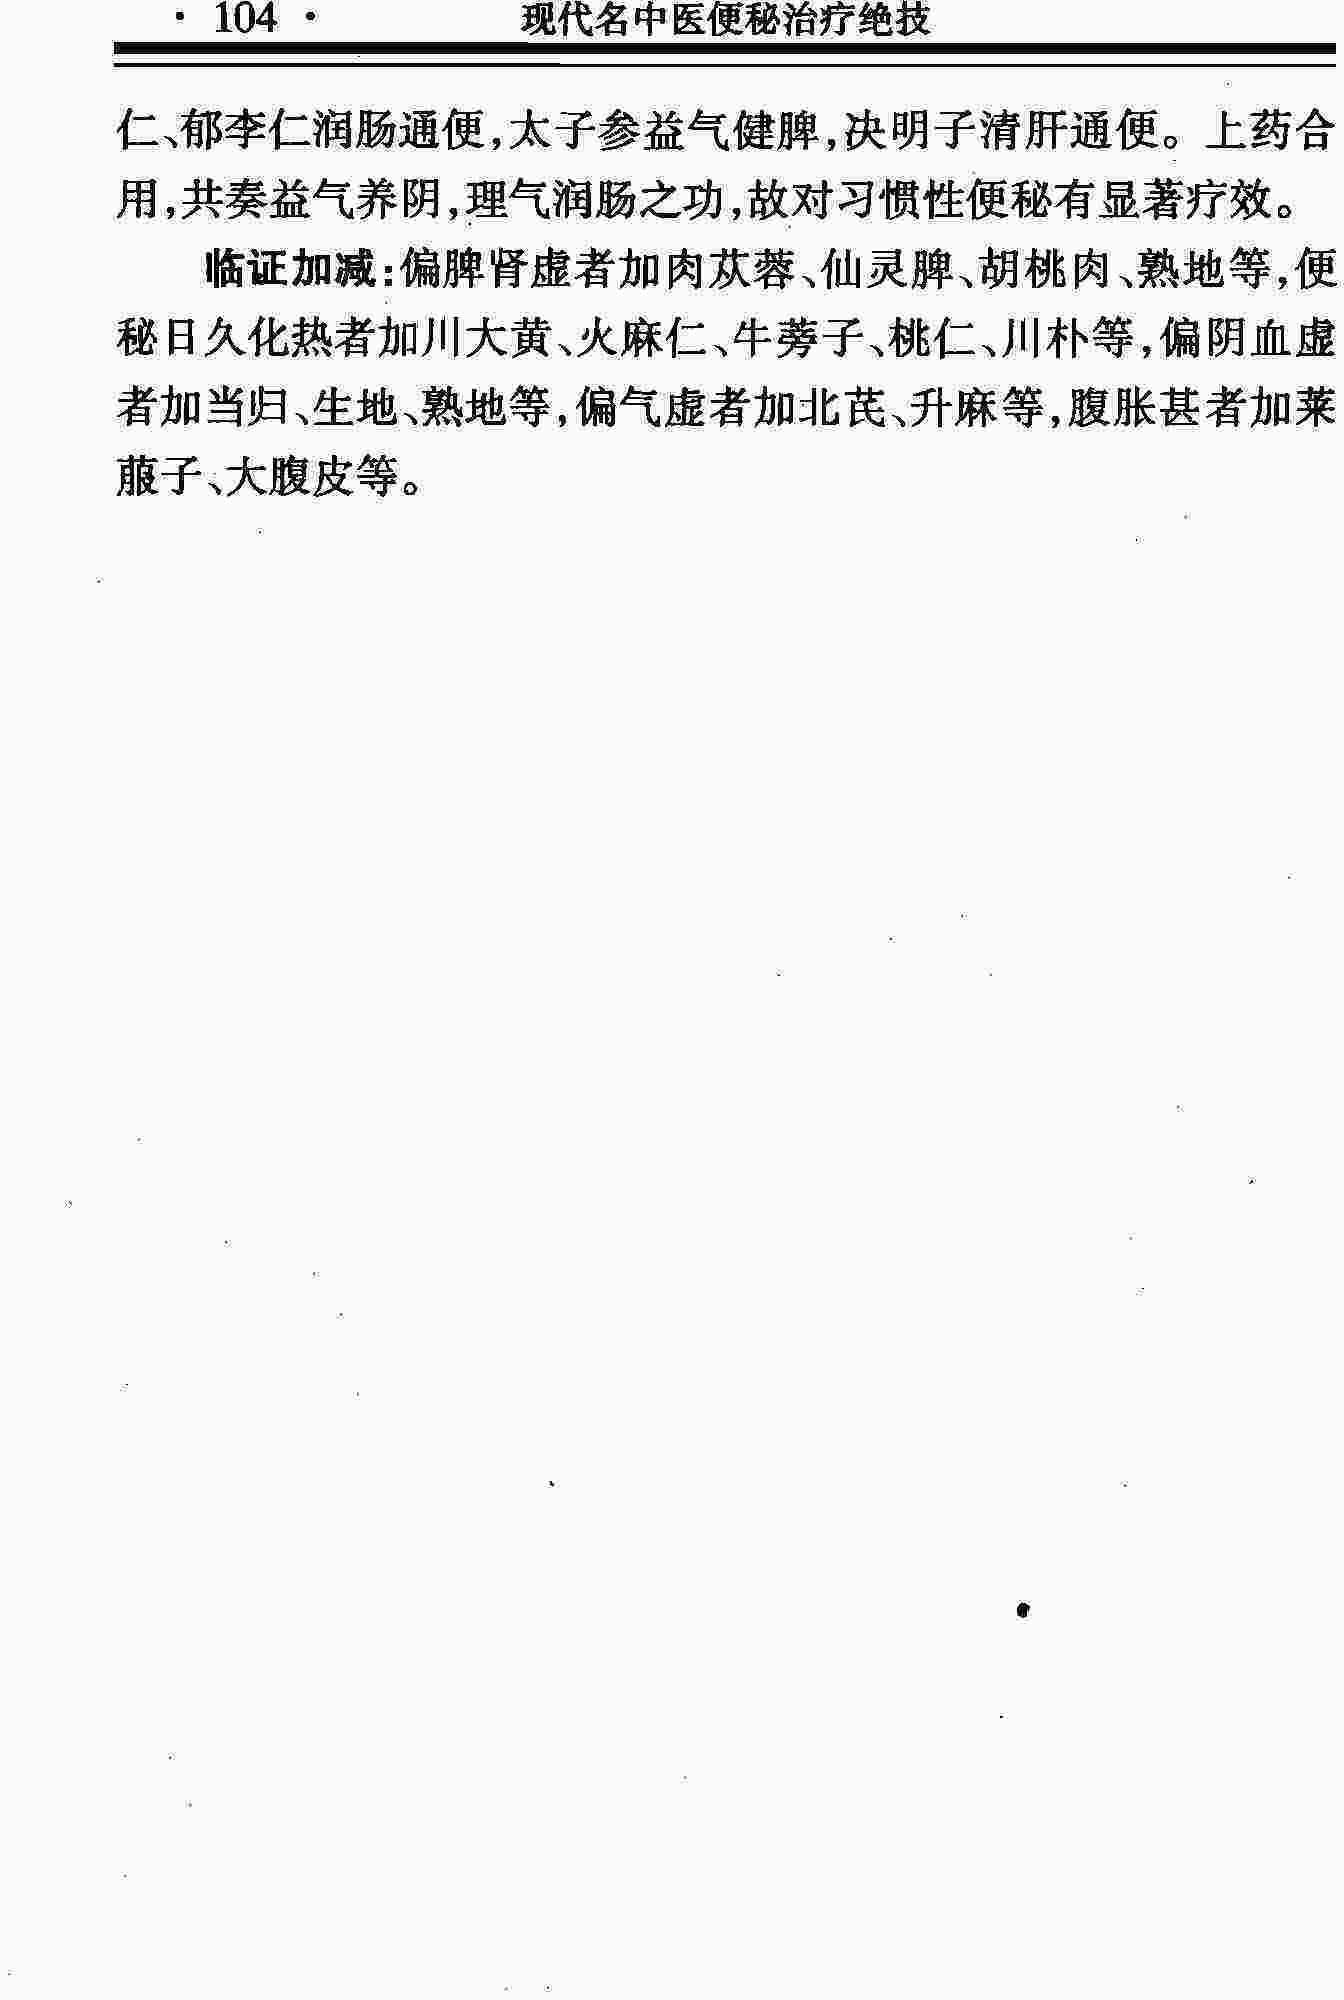 · 104 · 现代名中医便秘治疗绝技
仁、郁李仁润肠通便,太子参益气健脾,决明子清肝通便。上药合
用,共奏益气养阴,理气润肠之功,故对习惯性便秘有显著疗效。
临证加减:偏脾肾虚者加肉苁蓉、仙灵脾、胡桃肉、熟地等,便
秘日久化热者加川大黄、火麻仁、牛蒡子、桃仁、川朴等,偏阴血虚
者加当归、生地、熟地等,偏气虚者加北芪、升麻等,腹胀甚者加莱
菔子、大腹皮等。